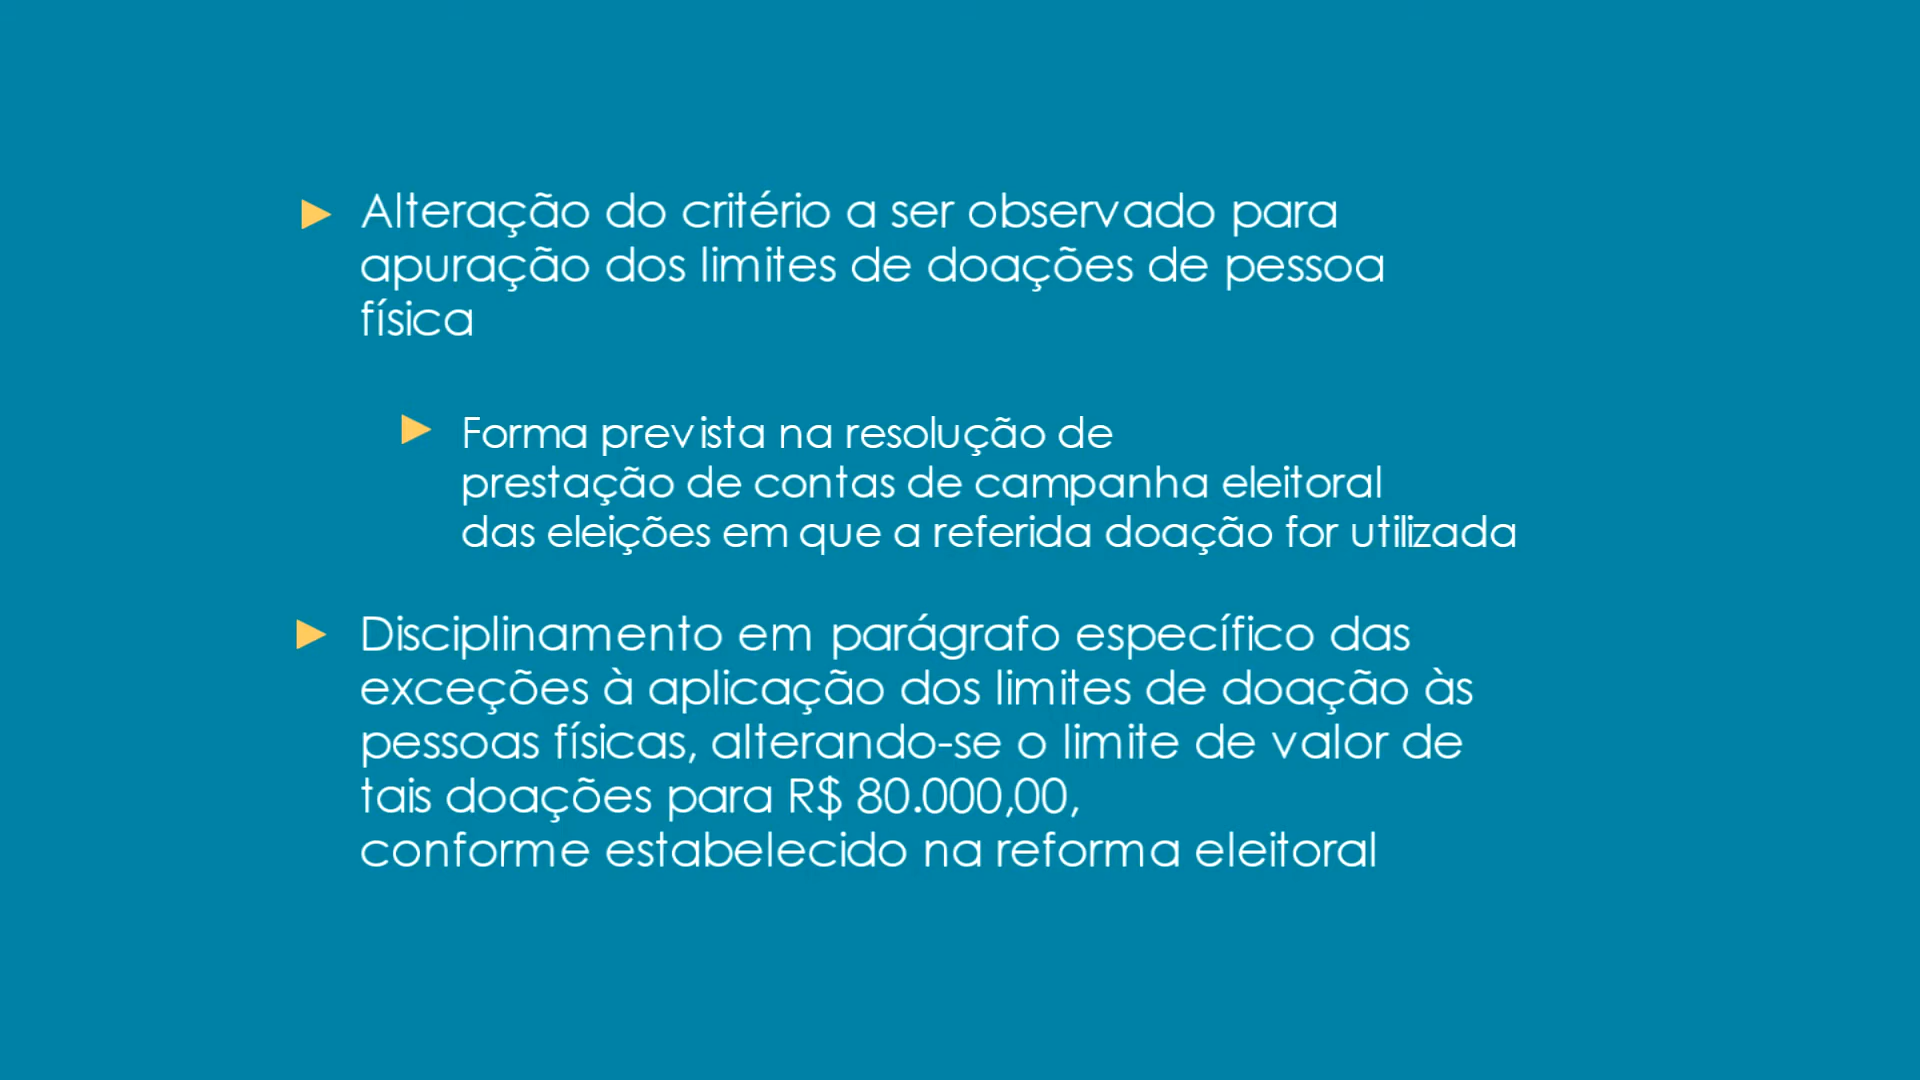 Alteração do critério a ser observado para
apuração dos limites de doações de pessoa
física
Forma prevista na resolução de
prestação de contas de campanha eleitoral
das eleições em que a referida doação for utilizada
Disciplinamento em parágrafo específico das
exceções à aplicação dos limites de doação às
pessoas físicas, alterando-se o limite de valor de
tais doações para R$ 80.000,00,
conforme estabelecido na reforma eleitoral